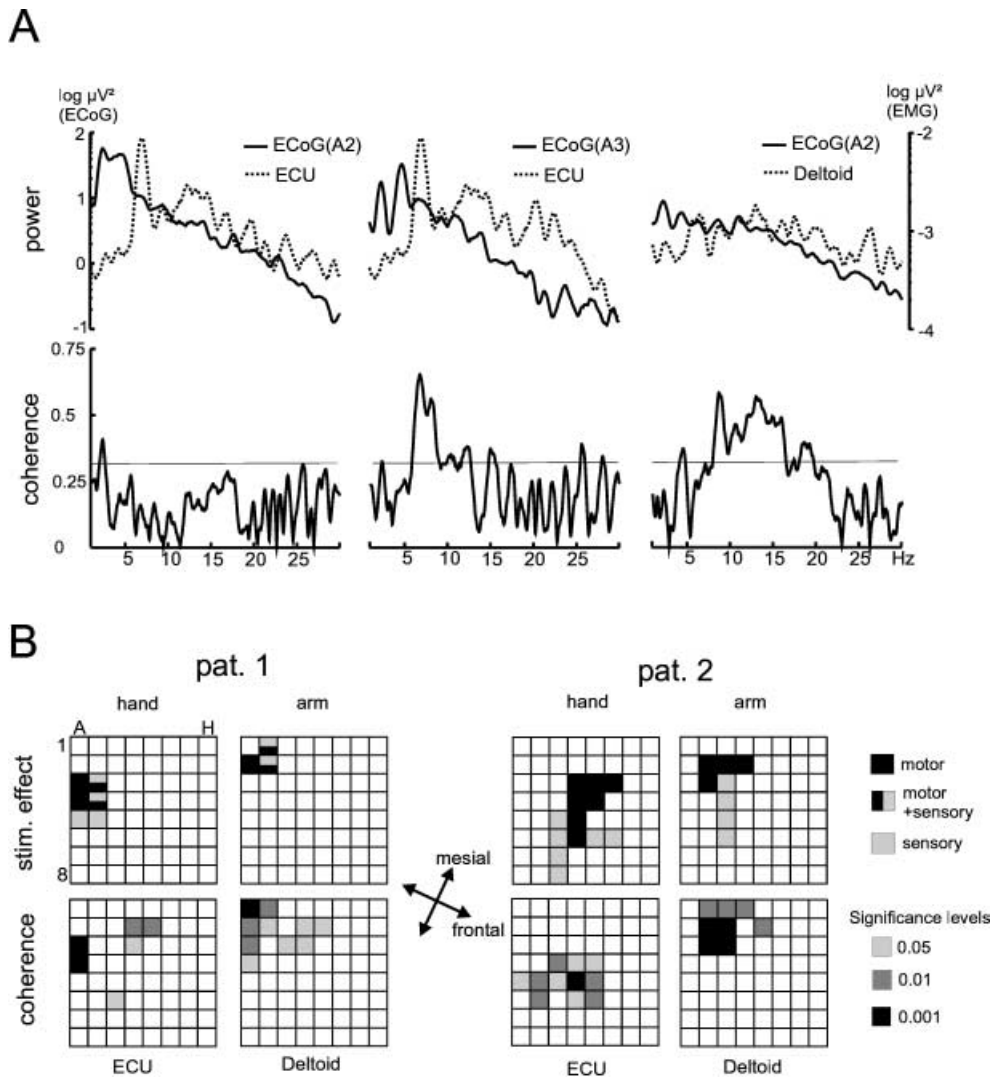 A
log µV²
(ECoG)
log µV²
(EMG)
2
1
0
-1
power
ECoG(A2)
ECU
ECoG(A3)
ECU
ECoG(A2)
Deltoid
-2
-3
-4
0.75
0.5
0.25
0
coherence
5 10 15 20 25
5 10 15 20 25
5 10 15 20 25 Hz
B
pat. 1
pat. 2
hand
arm
hand
arm
A H
1
8
stim. effect
motor
motor
+sensory
sensory
mesial
frontal
coherence
Significance levels
0.05
0.01
0.001
ECU
Deltoid
ECU
Deltoid